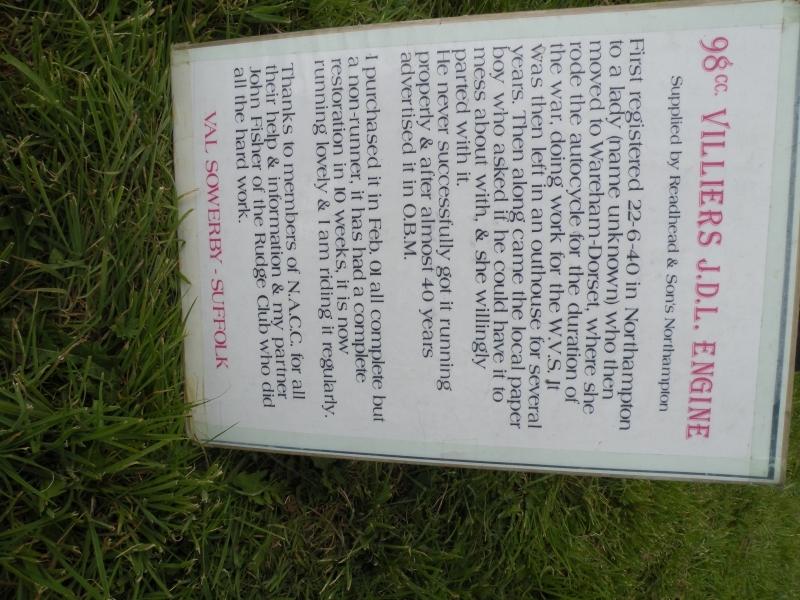 98cc. VILLIERS J.D.L. ENGINE
Supplied by Readhead & Son's Northampton
First registered 22-6-40 in Northampton
to a lady (name unknown) who then
moved to Wareham-Dorset, where she
rode the autocycle for the duration of
the war, doing work for the W.V.S. It
was then left in an outhouse for several
years. Then along came the local paper
boy who asked if he could have it to
mess about with, & she willingly
parted with it.
He never successfully got it running
properly & after almost 40 years
advertised it in O.B.M.
I purchased it in Feb. 01 all complete but
a non-runner, it has had a complete
restoration in 10 weeks, it is now
running lovely & I am riding it regularly.
Thanks to members of N.A.C.C. for all
their help & information & my partner
John Fisher of the Rudge Club who did
all the hard work.
VAL SOWERBY - SUFFOLK